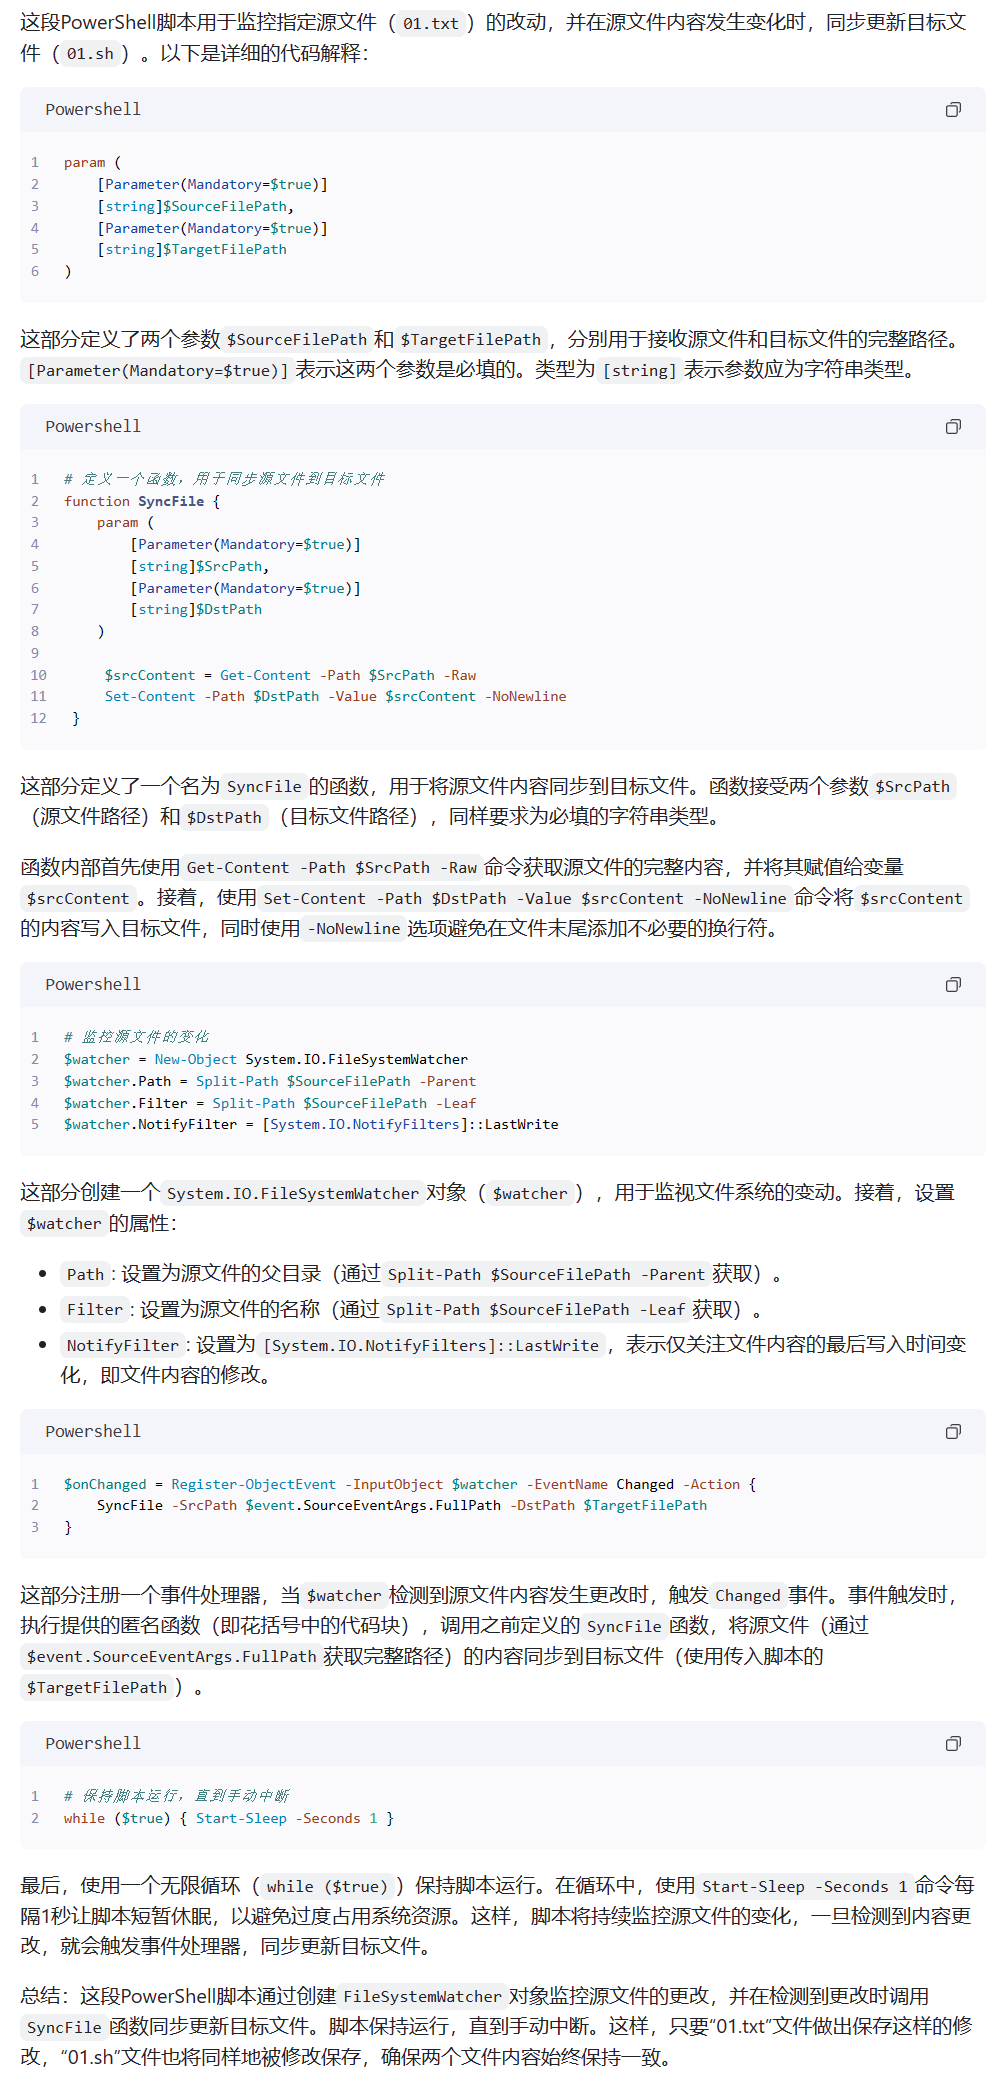 这段PowerShell脚本用于监控指定源文件（01.txt）的改动，并在源文件内容发生变化时，同步更新目标文
件（01.sh）。以下是详细的代码解释：
Powershell
1 param (
2     [Parameter(Mandatory=$true)]
3     [string]$SourceFilePath,
4     [Parameter(Mandatory=$true)]
5     [string]$TargetFilePath
6 )
这部分定义了两个参数 $SourceFilePath 和 $TargetFilePath，分别用于接收源文件和目标文件的完整路径。
[Parameter(Mandatory=$true)] 表示这两个参数是必填的。类型为 [string] 表示参数应为字符串类型。
Powershell
1 # 定义一个函数，用于同步源文件到目标文件
2 function SyncFile {
3     param (
4         [Parameter(Mandatory=$true)]
5         [string]$SrcPath,
6         [Parameter(Mandatory=$true)]
7         [string]$DstPath
8     )
9
10      $srcContent = Get-Content -Path $SrcPath -Raw
11      Set-Content -Path $DstPath -Value $srcContent -NoNewline
12  }
这部分定义了一个名为 SyncFile 的函数，用于将源文件内容同步到目标文件。函数接受两个参数 $SrcPath
（源文件路径）和 $DstPath（目标文件路径），同样要求为必填的字符串类型。
函数内部首先使用 Get-Content -Path $SrcPath -Raw 命令获取源文件的完整内容，并将其赋值给变量
$srcContent。接着，使用 Set-Content -Path $DstPath -Value $srcContent -NoNewline 命令将 $srcContent
的内容写入目标文件，同时使用 -NoNewline 选项避免在文件末尾添加不必要的换行符。
Powershell
1 # 监控源文件的变化
2 $watcher = New-Object System.IO.FileSystemWatcher
3 $watcher.Path = Split-Path $SourceFilePath -Parent
4 $watcher.Filter = Split-Path $SourceFilePath -Leaf
5 $watcher.NotifyFilter = [System.IO.NotifyFilters]::LastWrite
这部分创建一个 System.IO.FileSystemWatcher 对象（$watcher），用于监视文件系统的变动。接着，设置
$watcher 的属性：
• Path: 设置为源文件的父目录（通过 Split-Path $SourceFilePath -Parent 获取）。
• Filter: 设置为源文件的名称（通过 Split-Path $SourceFilePath -Leaf 获取）。
• NotifyFilter: 设置为 [System.IO.NotifyFilters]::LastWrite，表示仅关注文件内容的最后写入时间变
化，即文件内容的修改。
Powershell
1 $onChanged = Register-ObjectEvent -InputObject $watcher -EventName Changed -Action {
2     SyncFile -SrcPath $event.SourceEventArgs.FullPath -DstPath $TargetFilePath
3 }
这部分注册一个事件处理器，当 $watcher 检测到源文件内容发生更改时，触发 Changed 事件。事件触发时，
执行提供的匿名函数（即花括号中的代码块），调用之前定义的 SyncFile 函数，将源文件（通过
$event.SourceEventArgs.FullPath 获取完整路径）的内容同步到目标文件（使用传入脚本的
$TargetFilePath）。
Powershell
1 # 保持脚本运行，直到手动中断
2 while ($true) { Start-Sleep -Seconds 1 }
最后，使用一个无限循环（while ($true)）保持脚本运行。在循环中，使用 Start-Sleep -Seconds 1 命令每
隔1秒让脚本短暂休眠，以避免过度占用系统资源。这样，脚本将持续监控源文件的变化，一旦检测到内容更
改，就会触发事件处理器，同步更新目标文件。
总结：这段PowerShell脚本通过创建 FileSystemWatcher 对象监控源文件的更改，并在检测到更改时调用
SyncFile 函数同步更新目标文件。脚本保持运行，直到手动中断。这样，只要“01.txt”文件做出保存这样的修
改，“01.sh”文件也将同样地被修改保存，确保两个文件内容始终保持一致。